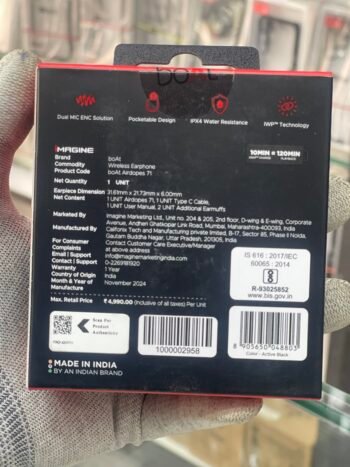 boAt
Dual MIC ENC Solution
Pocketable Design
IPX4 Water Resistance
IWP™ Technology
IMAGINE
10MIN = 120MIN
Brand boAt
Commodity Wireless Earphone
Product Code boAt Airdopes 71
Net Quantity 1 UNIT
Earpiece Dimension 31.61mm x 21.73mm x 6.00mm
Net Content 1 UNIT Airdopes 71, 1 UNIT Type C Cable,
1 UNIT User Manual, 2 UNIT Additional Earmuffs
Marketed By Imagine Marketing Ltd., Unit no. 204 & 205, 2nd floor, D-wing & E-wing, Corporate
Avenue, Andheri Ghatkopar Link Road, Mumbai, Maharashtra-400093, India
Manufactured By Califonix Tech and Manufacturing private limited, B-17, Sector 85, Phase II Noida,
Gautam Buddha Nagar, Uttar Pradesh, 201305, India
For Consumer Complaints Contact Customer Care Executive/Manager
at above address
Email | Support info@imaginemarketingindia.com
Contact | Support 0-2269181920
Warranty 1 Year
Country of Origin India
Month & Year of Manufacture November 2024
Max. Retail Price ₹4,990.00 (Inclusive of all taxes) Per Unit
IS 616 : 2017/IEC
60065 : 2014
R-93025852
www.bis.gov.in
Scan For
Product
Authenticity
1000002958
8 905650 048803
Color - Active Black
MADE IN INDIA
BY AN INDIAN BRAND